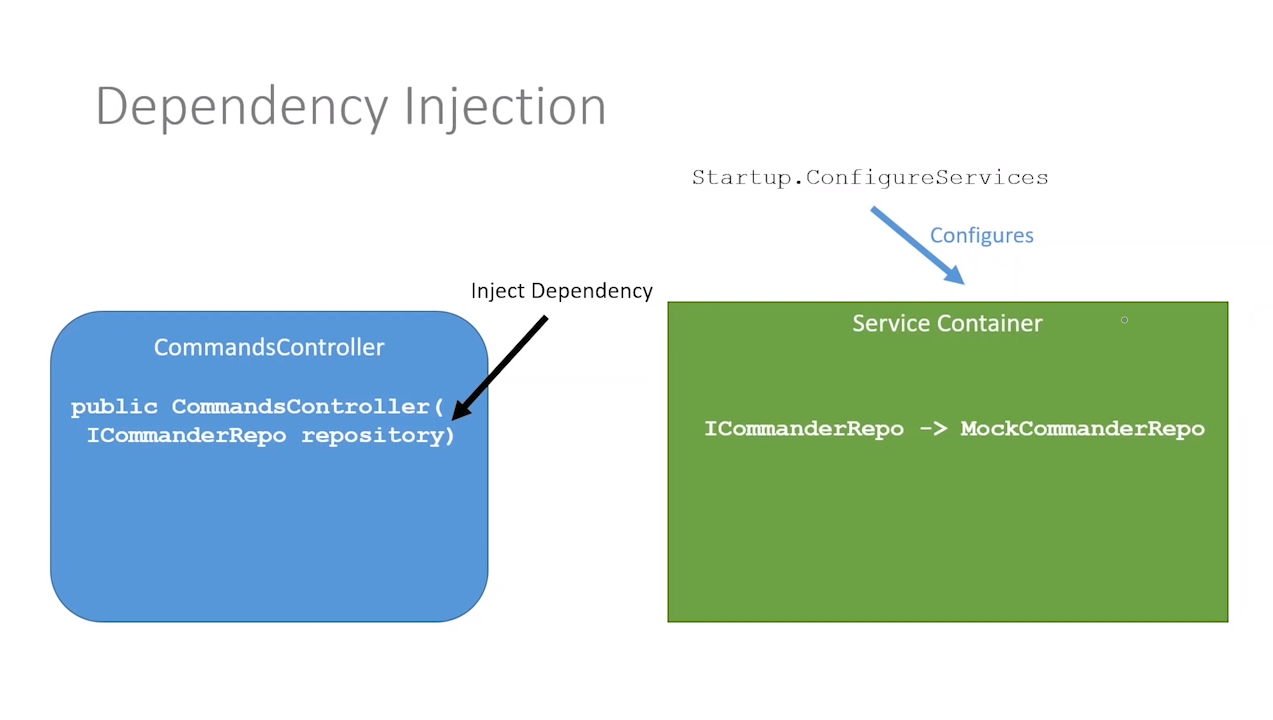 Dependency Injection
Startup.ConfigureServices
Configures
Inject Dependency
CommandsController
public CommandsController(
ICommanderRepo repository)
Service Container
ICommanderRepo -> MockCommanderRepo